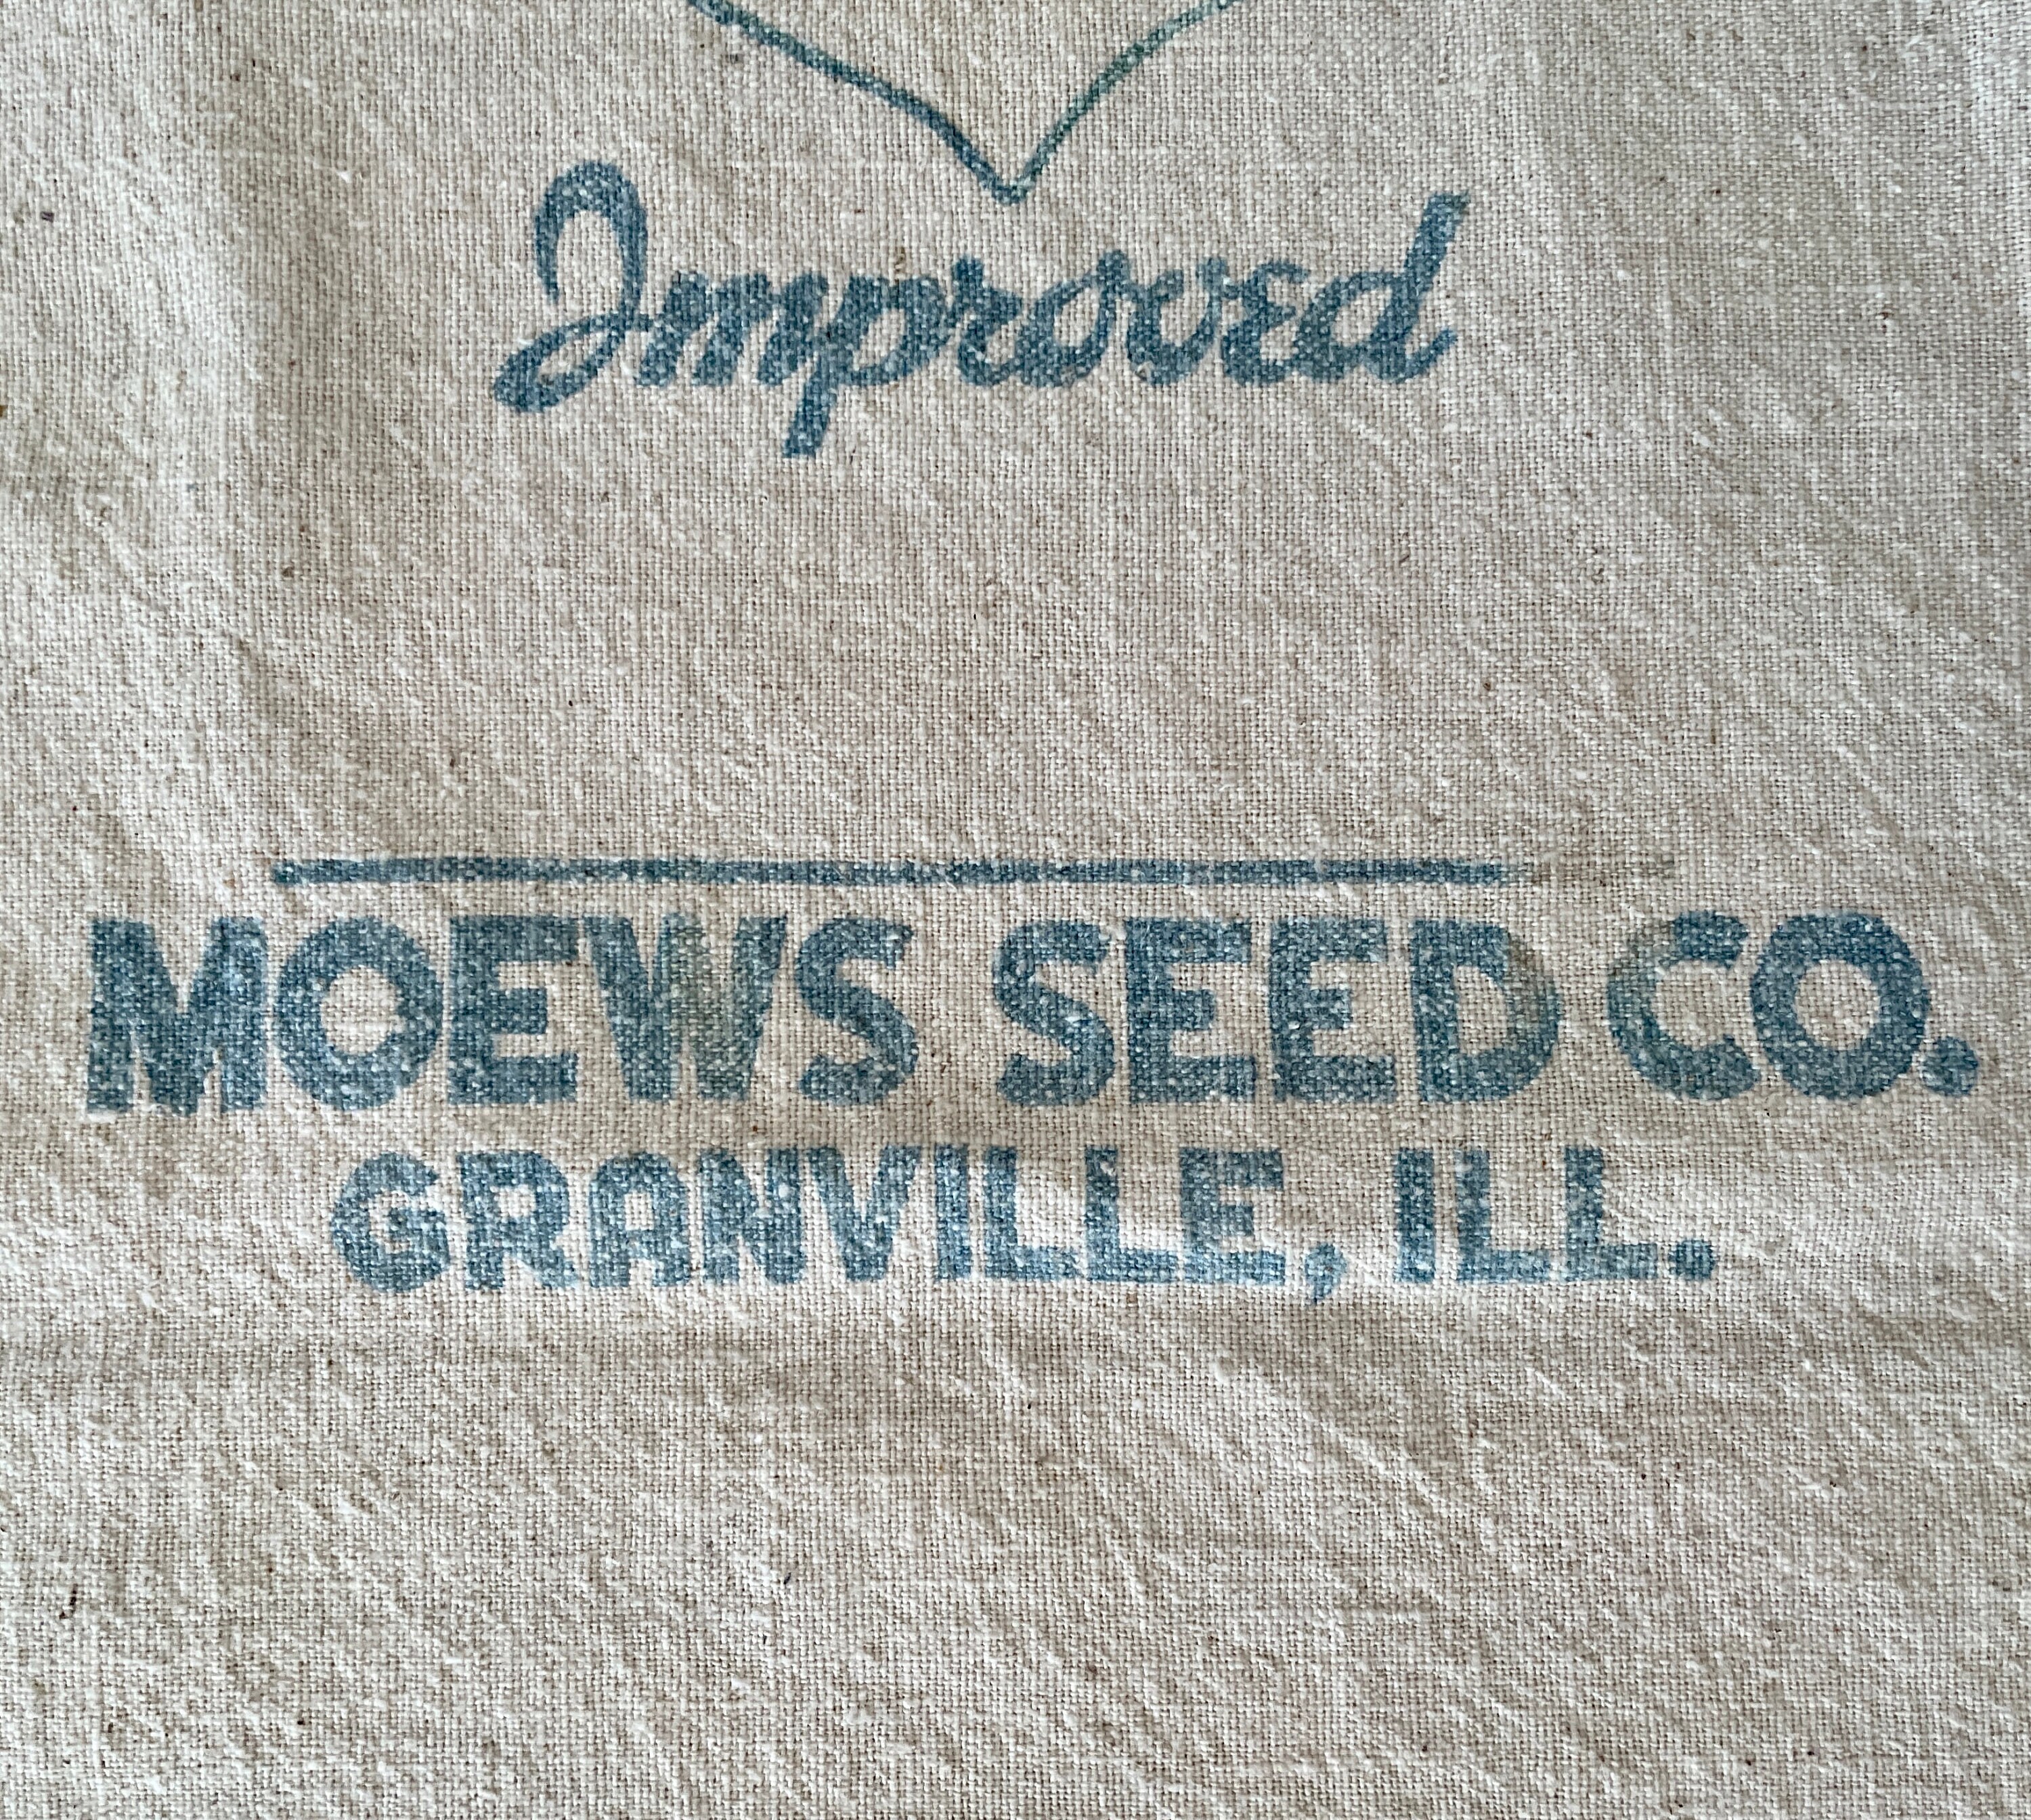 Improved
MOEWS SEED CO.
GRANVILLE, ILL.